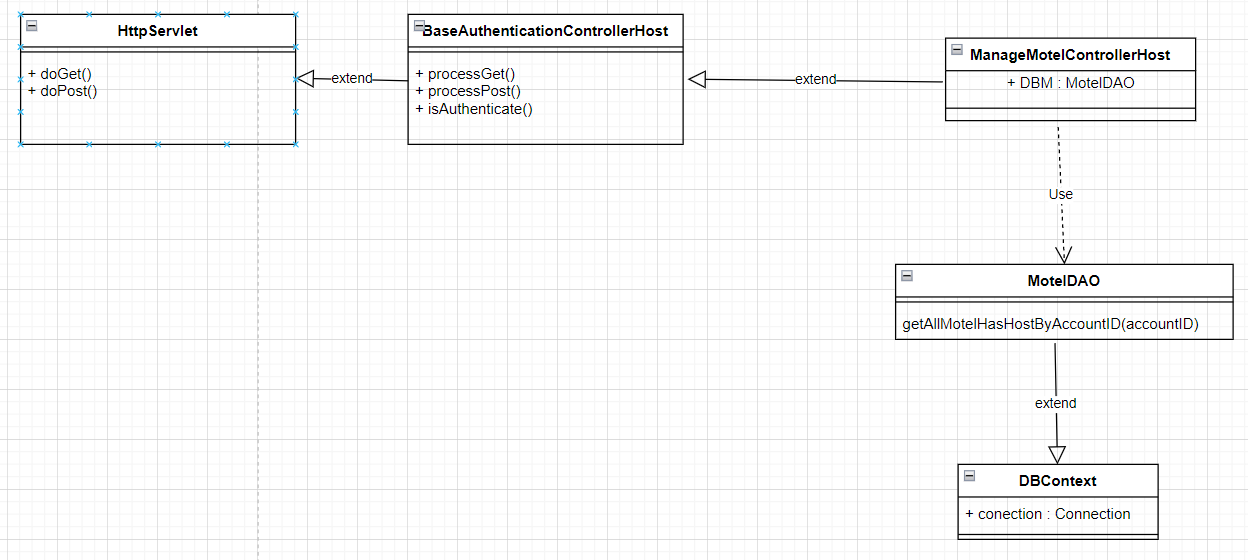 HttpServlet
+ doGet()
+ doPost()
extend
BaseAuthenticationControllerHost
+ processGet()
+ processPost()
+ isAuthenticate()
extend
ManageMotelControllerHost
+ DBM : MotelDAO
Use
MotelDAO
getAllMotelHasHostByAccountID(accountID)
extend
DBContext
+ conection : Connection